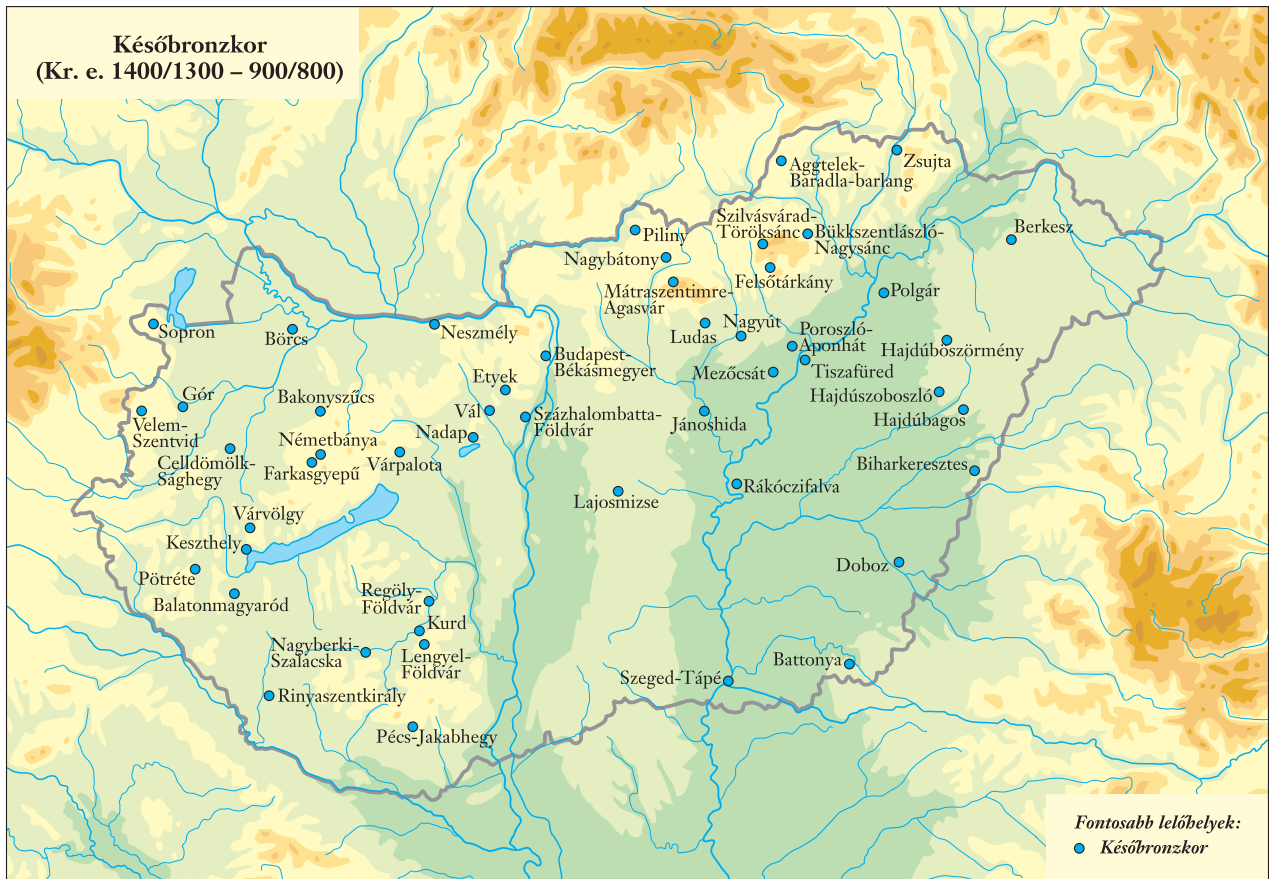 Későbronzkor
(Kr. e. 1400/1300 – 900/800)
Aggtelek-
Baradla-barlang
Zsujta
Szilvásvárad-
Töröksánc
Bükkszentlászló-
Nagysánc
Berkesz
Piliny
Nagybátony
Felsőtárkány
Mátraszentimre-
Agasvár
Polgár
Sopron
Börcs
Neszmély
Ludas
Nagyút
Poroszló-
Aponhát
Hajdúböszörmény
Budapest-
Békásmegyer
Mezőcsát
Tiszafüred
Etyek
Gór
Bakonyszűcs
Hajdúszoboszló
Velem-
Szentvid
Vál
Százhalombatta-
Földvár
Jánoshida
Hajdúbagos
Nadap
Németbánya
Farkasgyepű
Várpalota
Celldömölk-
Sághegy
Biharkeresztes
Rákóczifalva
Lajosmizse
Várvölgy
Keszthely
Doboz
Pötréte
Balatonmagyaród
Regöly-
Földvár
Kurd
Nagyberki-
Szalacska
Lengyel-
Földvár
Battonya
Szeged-Tápé
Rinyaszentkirály
Pécs-Jakabhegy
Fontosabb lelőhelyek:
Későbronzkor